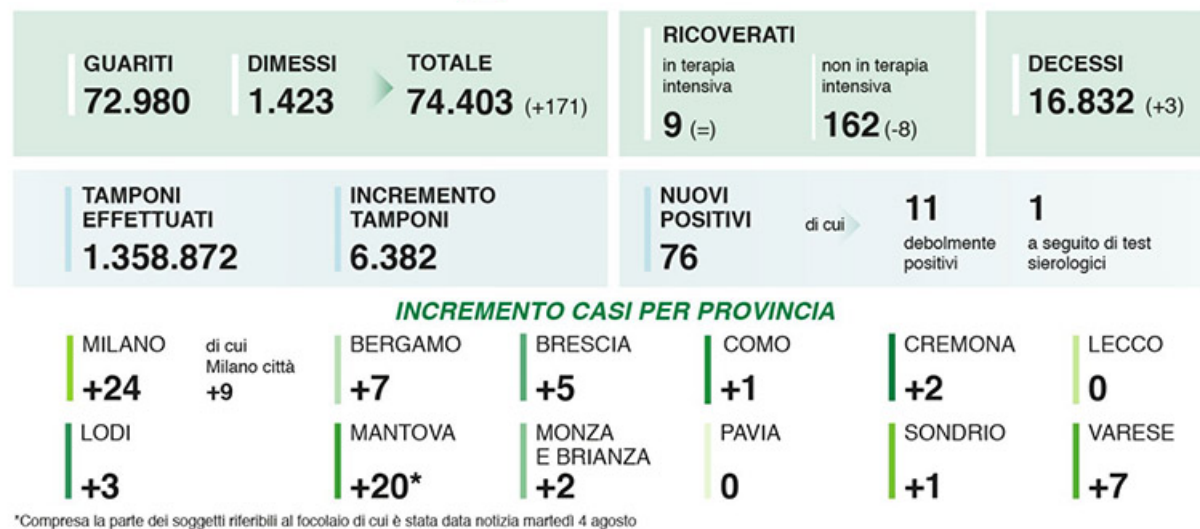 GUARITI
72.980
DIMESSI
1.423
TOTALE
74.403 (+171)
RICOVERATI
in terapia
intensiva
9 (=)
non in terapia
intensiva
162 (-8)
DECESSI
16.832 (+3)
TAMPONI
EFFETTUATI
1.358.872
INCREMENTO
TAMPONI
6.382
NUOVI
POSITIVI
76
di cui
11
debolmente
positivi
1
a seguito di test
sierologici
INCREMENTO CASI PER PROVINCIA
MILANO
+24
di cui
Milano città
+9
BERGAMO
+7
BRESCIA
+5
COMO
+1
CREMONA
+2
LECCO
0
LODI
+3
MANTOVA
+20*
MONZA
E BRIANZA
+2
PAVIA
0
SONDRIO
+1
VARESE
+7
*Compresa la parte dei soggetti riferibili al focolaio di cui è stata data notizia martedì 4 agosto